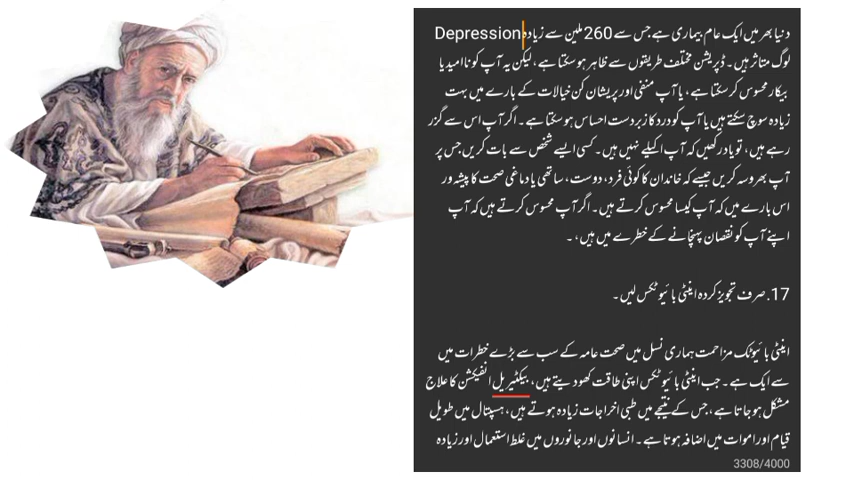 Depression دنیا بھر میں ایک عام بیماری ہے جس سے 260 ملین سے زیادہ
لوگ متاثر ہیں۔ ڈپریشن مختلف طریقوں سے ظاہر ہو سکتا ہے، لیکن یہ آپ کو ناامید یا
بیکار محسوس کر سکتا ہے، یا آپ منفی اور پریشان کن خیالات کے بارے میں بہت
زیادہ سوچ سکتے ہیں یا آپ کو درد کا زبردست احساس ہو سکتا ہے۔ اگر آپ اس سے گزر
رہے ہیں، تو یاد رکھیں کہ آپ اکیلے نہیں ہیں۔ کسی ایسے شخص سے بات کریں جس پر
آپ بھروسہ کریں جیسے کہ خاندان کا کوئی فرد، دوست، ساتھی یا دماغی صحت کا پیشہ ور
اس بارے میں کہ آپ کیسا محسوس کرتے ہیں۔ اگر آپ محسوس کرتے ہیں کہ آپ
اپنے آپ کو نقصان پہنچانے کے خطرے میں ہیں، ۔
17. صرف تجویز کردہ اینٹی بائیوٹکس لیں۔
اینٹی بائیوٹک مزاحمت ہماری نسل میں صحت عامہ کے سب سے بڑے خطرات میں
سے ایک ہے۔ جب اینٹی بائیوٹکس اپنی طاقت کھو دیتے ہیں، بیکٹیریل انفیکشن کا علاج
مشکل ہو جاتا ہے، جس کے نتیجے میں طبی اخراجات زیادہ ہوتے ہیں، ہسپتال میں طویل
قیام اور اموات میں اضافہ ہوتا ہے۔ انسانوں اور جانوروں میں غلط استعمال اور زیادہ
3308/4000